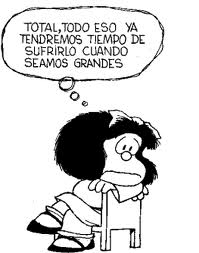 TOTAL, TODO ESO YA
TENDREMOS TIEMPO DE
SUFRIRLO CUANDO
SEAMOS GRANDES